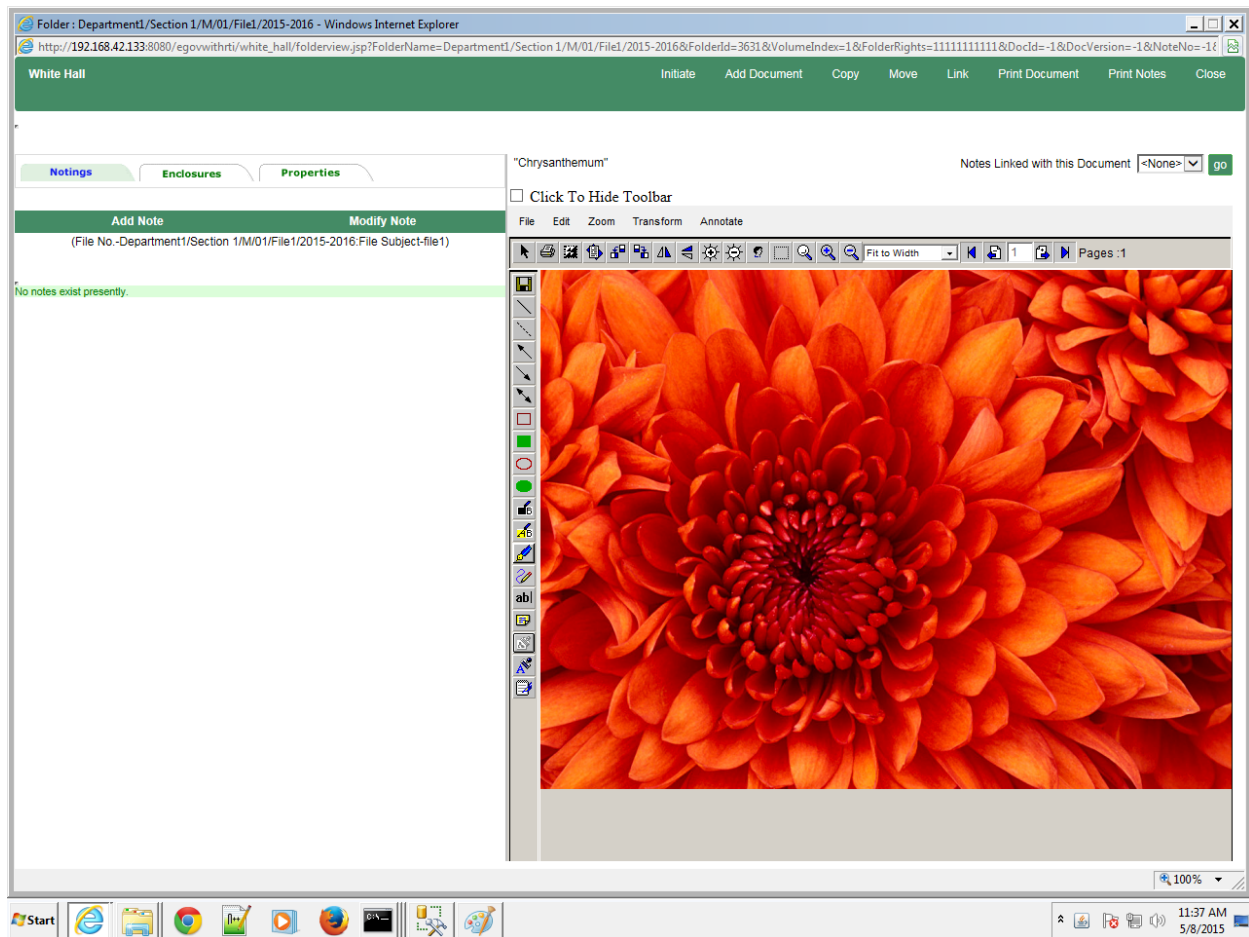 Folder : Department1/Section 1/M/01/File1/2015-2016 - Windows Internet Explorer
http://192.168.42.133:8080/egovwithrti/white_hall/folderview.jsp?FolderName=Department1/Section 1/M/01/File1/2015-2016&FolderId=3631&VolumeIndex=1&FolderRights=11111111111&DocId=-1&DocVersion=-1&NoteNo=-1&
White Hall Initiate Add Document Copy Move Link Print Document Print Notes Close
Notings Enclosures Properties
"Chrysanthemum" Notes Linked with this Document <None> go
Click To Hide Toolbar
Add Note Modify Note
File Edit Zoom Transform Annotate
(File No.-Department1/Section 1/M/01/File1/2015-2016:File Subject-file1)
Fit to Width 1 Pages :1
No notes exist presently.
B
AB
ab|
A
100%
Start
C:\_
11:37 AM
5/8/2015